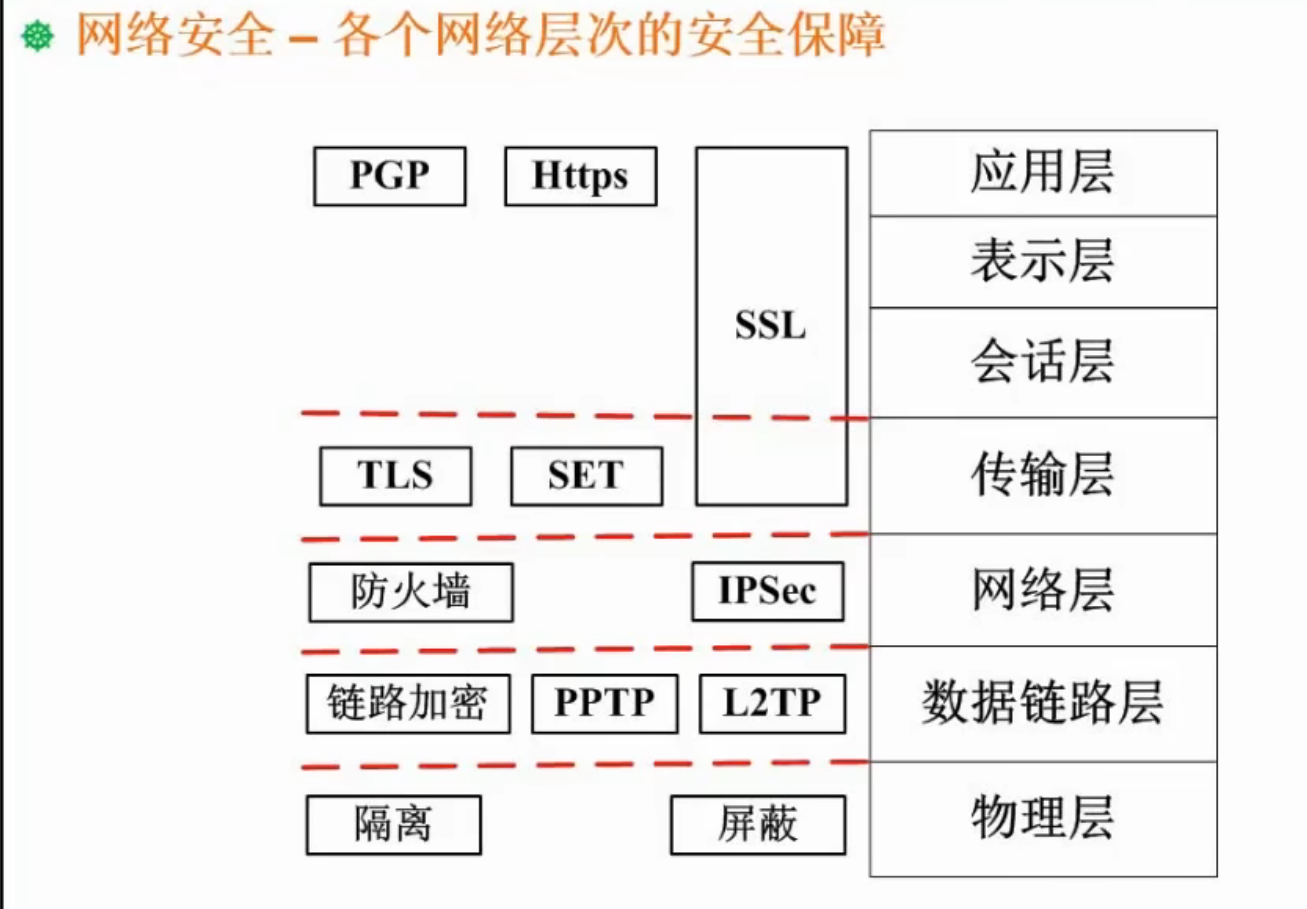 网络安全 – 各个网络层次的安全保障
PGP Https 应用层
表示层
SSL
会话层
TLS SET 传输层
防火墙 IPSec 网络层
链路加密 PPTP L2TP 数据链路层
隔离 屏蔽 物理层